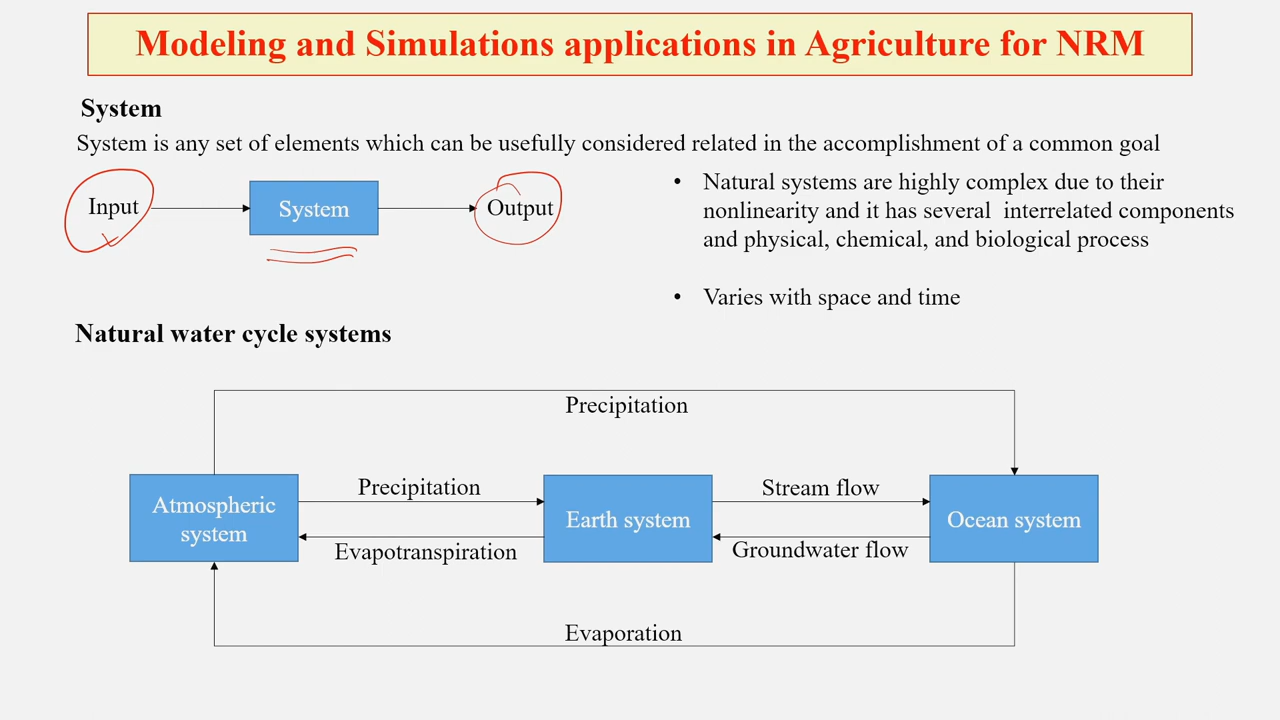 Modeling and Simulations applications in Agriculture for NRM
System
System is any set of elements which can be usefully considered related in the accomplishment of a common goal
Input
System
Output
• Natural systems are highly complex due to their
nonlinearity and it has several interrelated components
and physical, chemical, and biological process
• Varies with space and time
Natural water cycle systems
Precipitation
Atmospheric
system
Precipitation
Evapotranspiration
Earth system
Stream flow
Groundwater flow
Ocean system
Evaporation